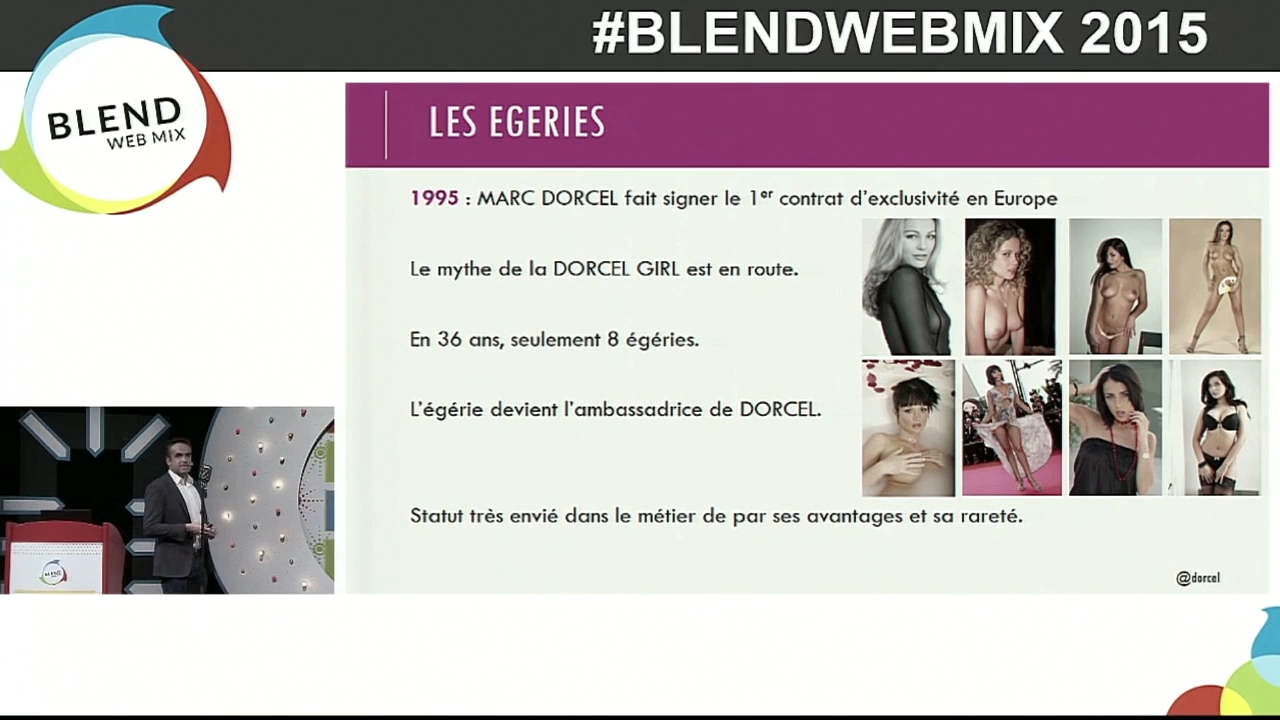 #BLENDWEBMIX 2015
BLEND
WEB MIX
LES EGERIES
1995 : MARC DORCEL fait signer le 1er contrat d'exclusivité en Europe
Le mythe de la DORCEL GIRL est en route.
En 36 ans, seulement 8 égéries.
L'égérie devient l'ambassadrice de DORCEL.
Statut très envié dans le métier de par ses avantages et sa rareté.
@dorcel
BLEND